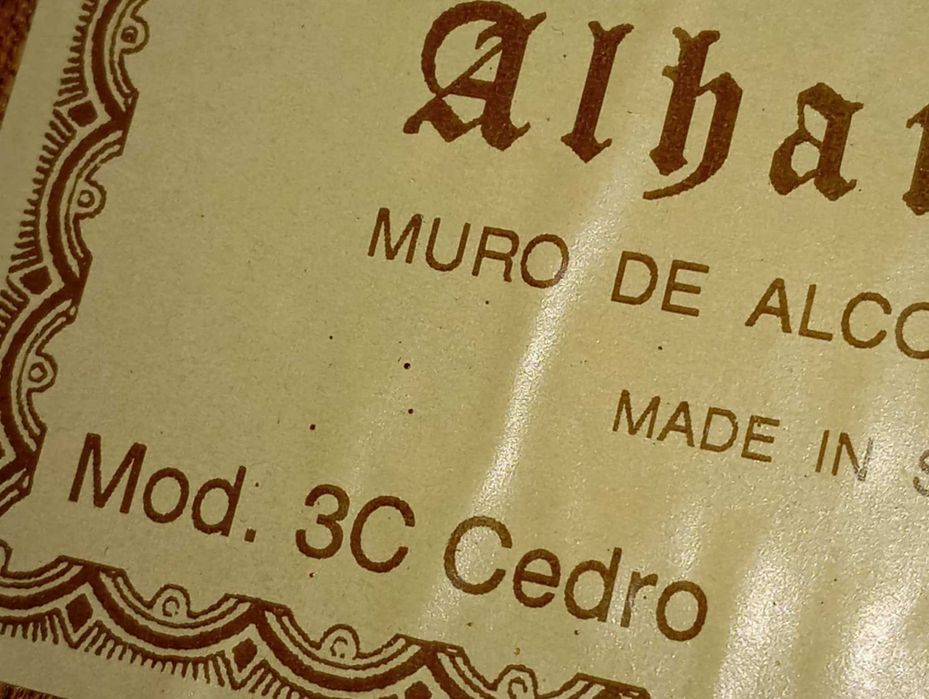 Alha
MURO DE ALCO
MADE IN S
Mod. 3C Cedro